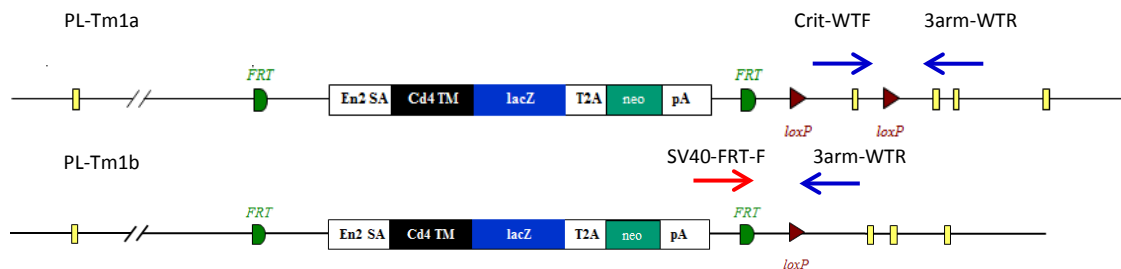 PL-Tm1a Crit-WTF 3arm-WTR
FRT FRT
En2 SA Cd4 TM lacZ T2A neo pA
loxP loxP
PL-Tm1b SV40-FRT-F 3arm-WTR
FRT FRT
En2 SA Cd4 TM lacZ T2A neo pA
loxP